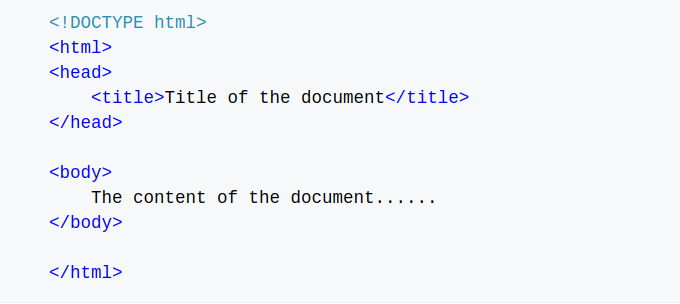 <!DOCTYPE html>
<html>
<head>
    <title>Title of the document</title>
</head>

<body>
    The content of the document......
</body>

</html>